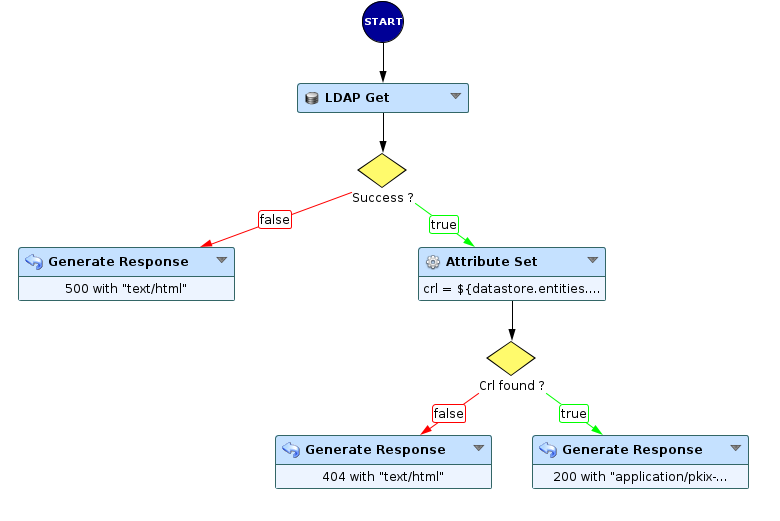 START
LDAP Get
Success ?
false
true
Generate Response
500 with "text/html"
Attribute Set
crl = ${datastore.entities....
Crl found ?
false
true
Generate Response
404 with "text/html"
Generate Response
200 with "application/pkix-...